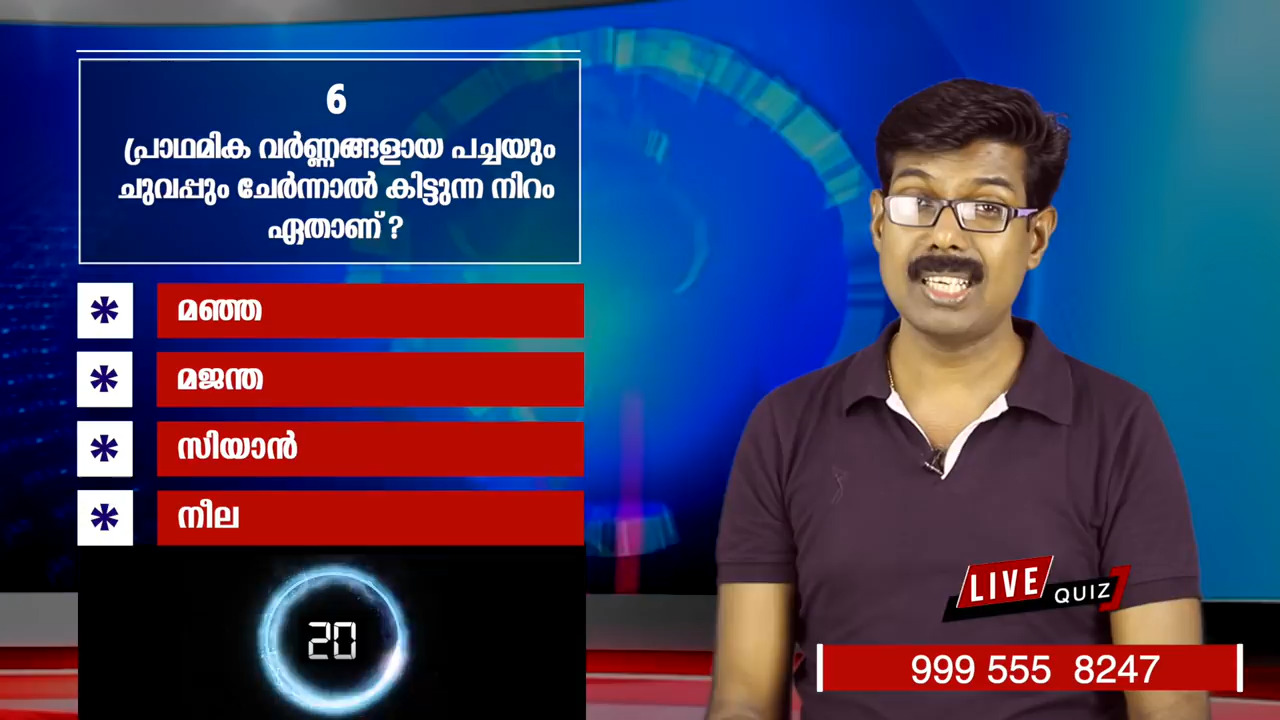 6
പ്രാഥമിക വർണ്ണങ്ങളായ പച്ചയും
ചുവപ്പും ചേർന്നാൽ കിട്ടുന്ന നിറം
ഏതാണ് ?
* മഞ്ഞ
* മജന്ത
* സീയാൻ
* നീല
20
LIVE
QUIZ
999 555 8247